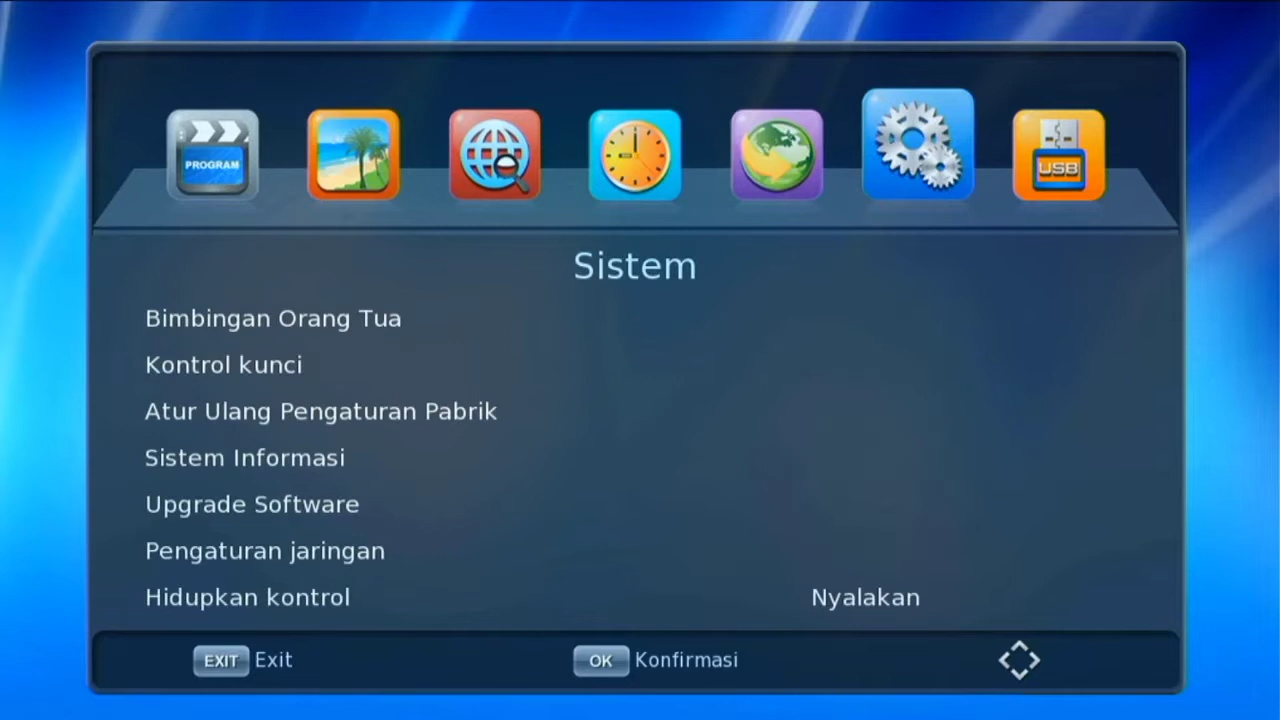 PROGRAM
USB
Sistem
Bimbingan Orang Tua
Kontrol kunci
Atur Ulang Pengaturan Pabrik
Sistem Informasi
Upgrade Software
Pengaturan jaringan
Hidupkan kontrol Nyalakan
EXIT Exit OK Konfirmasi